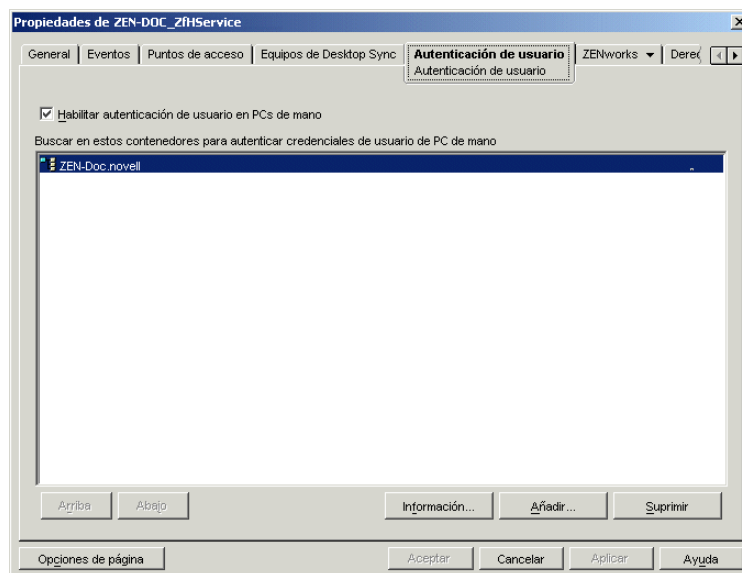 Propiedades de ZEN-DOC_ZfHService
General Eventos Puntos de acceso Equipos de Desktop Sync Autenticación de usuario ZENworks Derec
Autenticación de usuario
Habilitar autenticación de usuario en PCs de mano
Buscar en estos contenedores para autenticar credenciales de usuario de PC de mano
ZEN-Doc.novell
Arriba Abajo Información... Añadir... Suprimir
Opciones de página Aceptar Cancelar Aplicar Ayuda